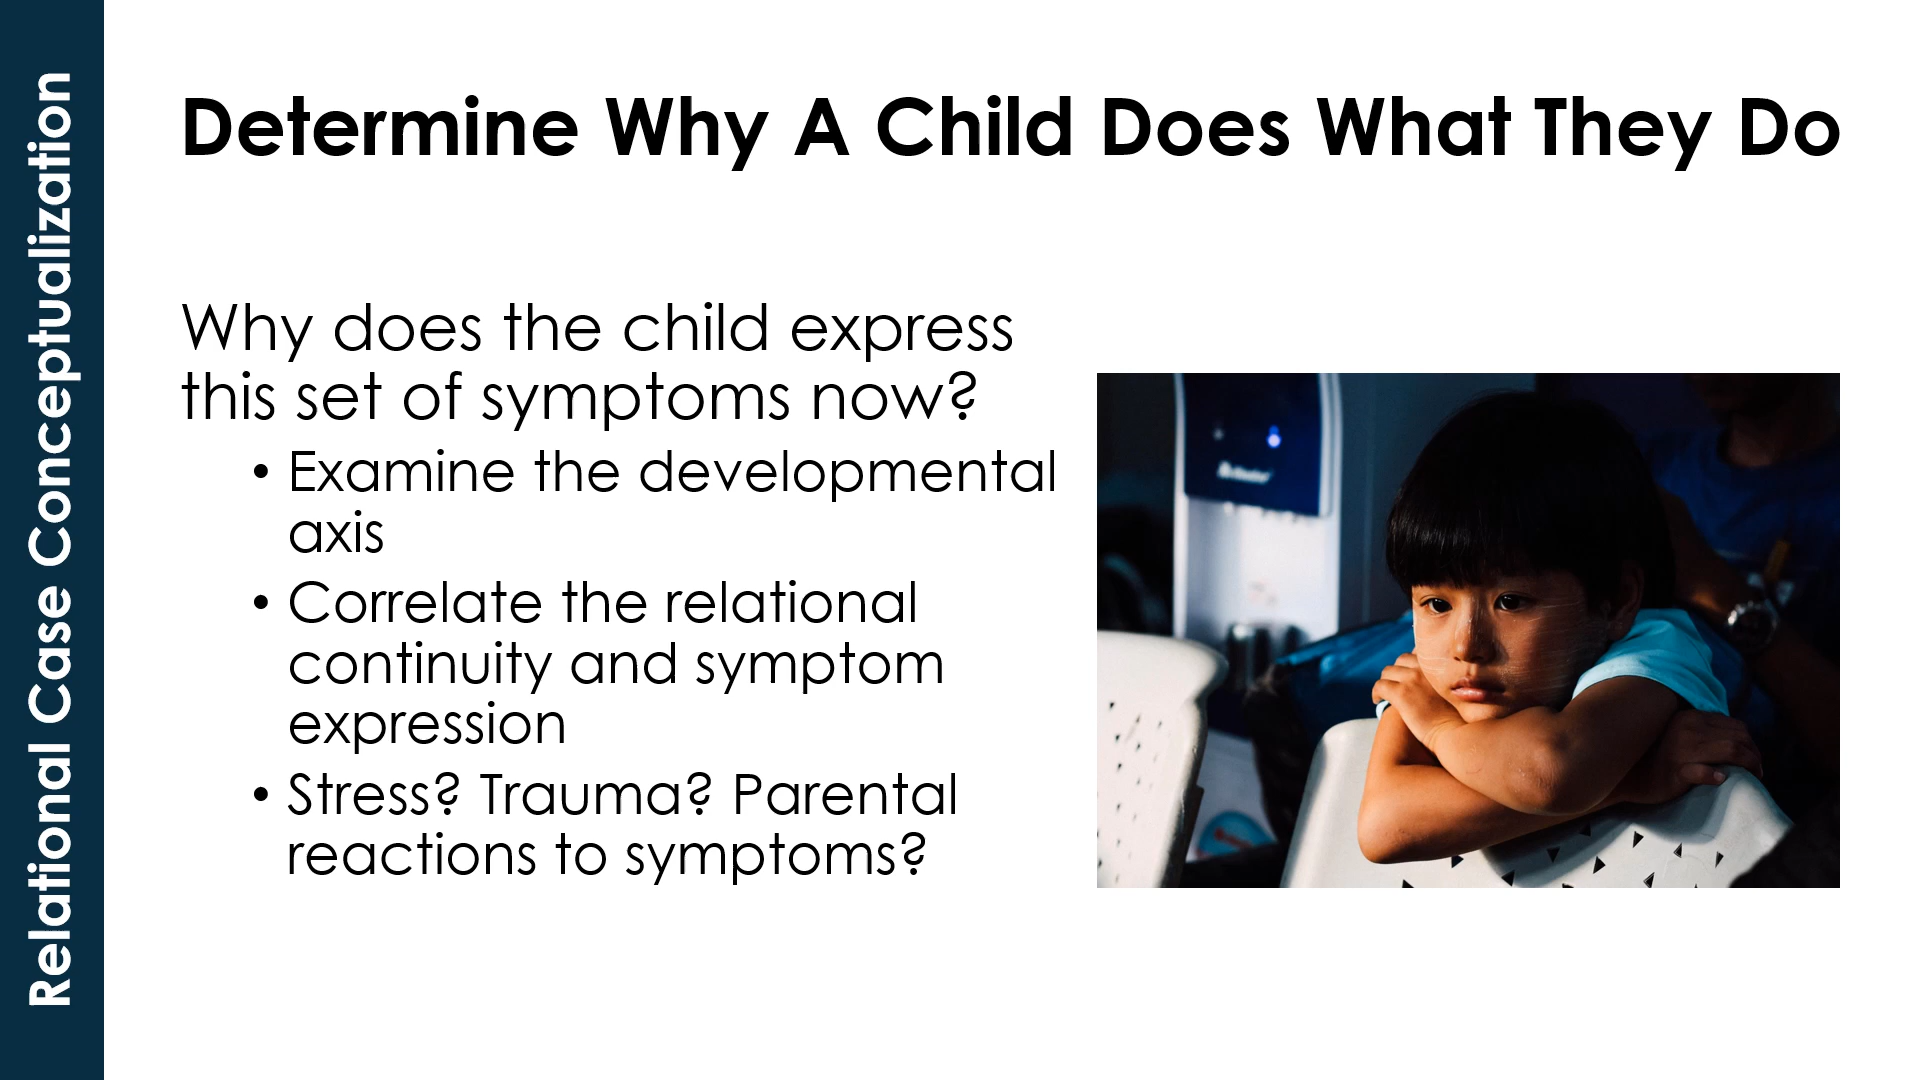 Relational Case Conceptualization
Determine Why A Child Does What They Do
Why does the child express
this set of symptoms now?
• Examine the developmental
axis
• Correlate the relational
continuity and symptom
expression
• Stress? Trauma? Parental
reactions to symptoms?